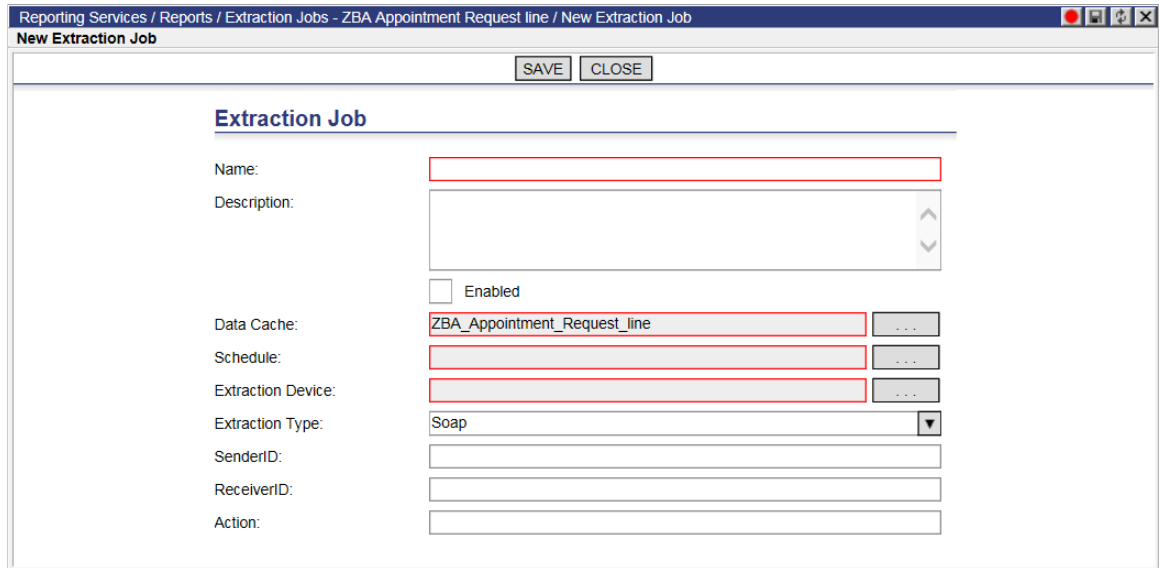 Reporting Services / Reports / Extraction Jobs - ZBA Appointment Request line / New Extraction Job
New Extraction Job
SAVE CLOSE
Extraction Job
Name:
Description:
Enabled
Data Cache: ZBA_Appointment_Request_line ...
Schedule: ...
Extraction Device: ...
Extraction Type: Soap
SenderID:
ReceiverID:
Action: